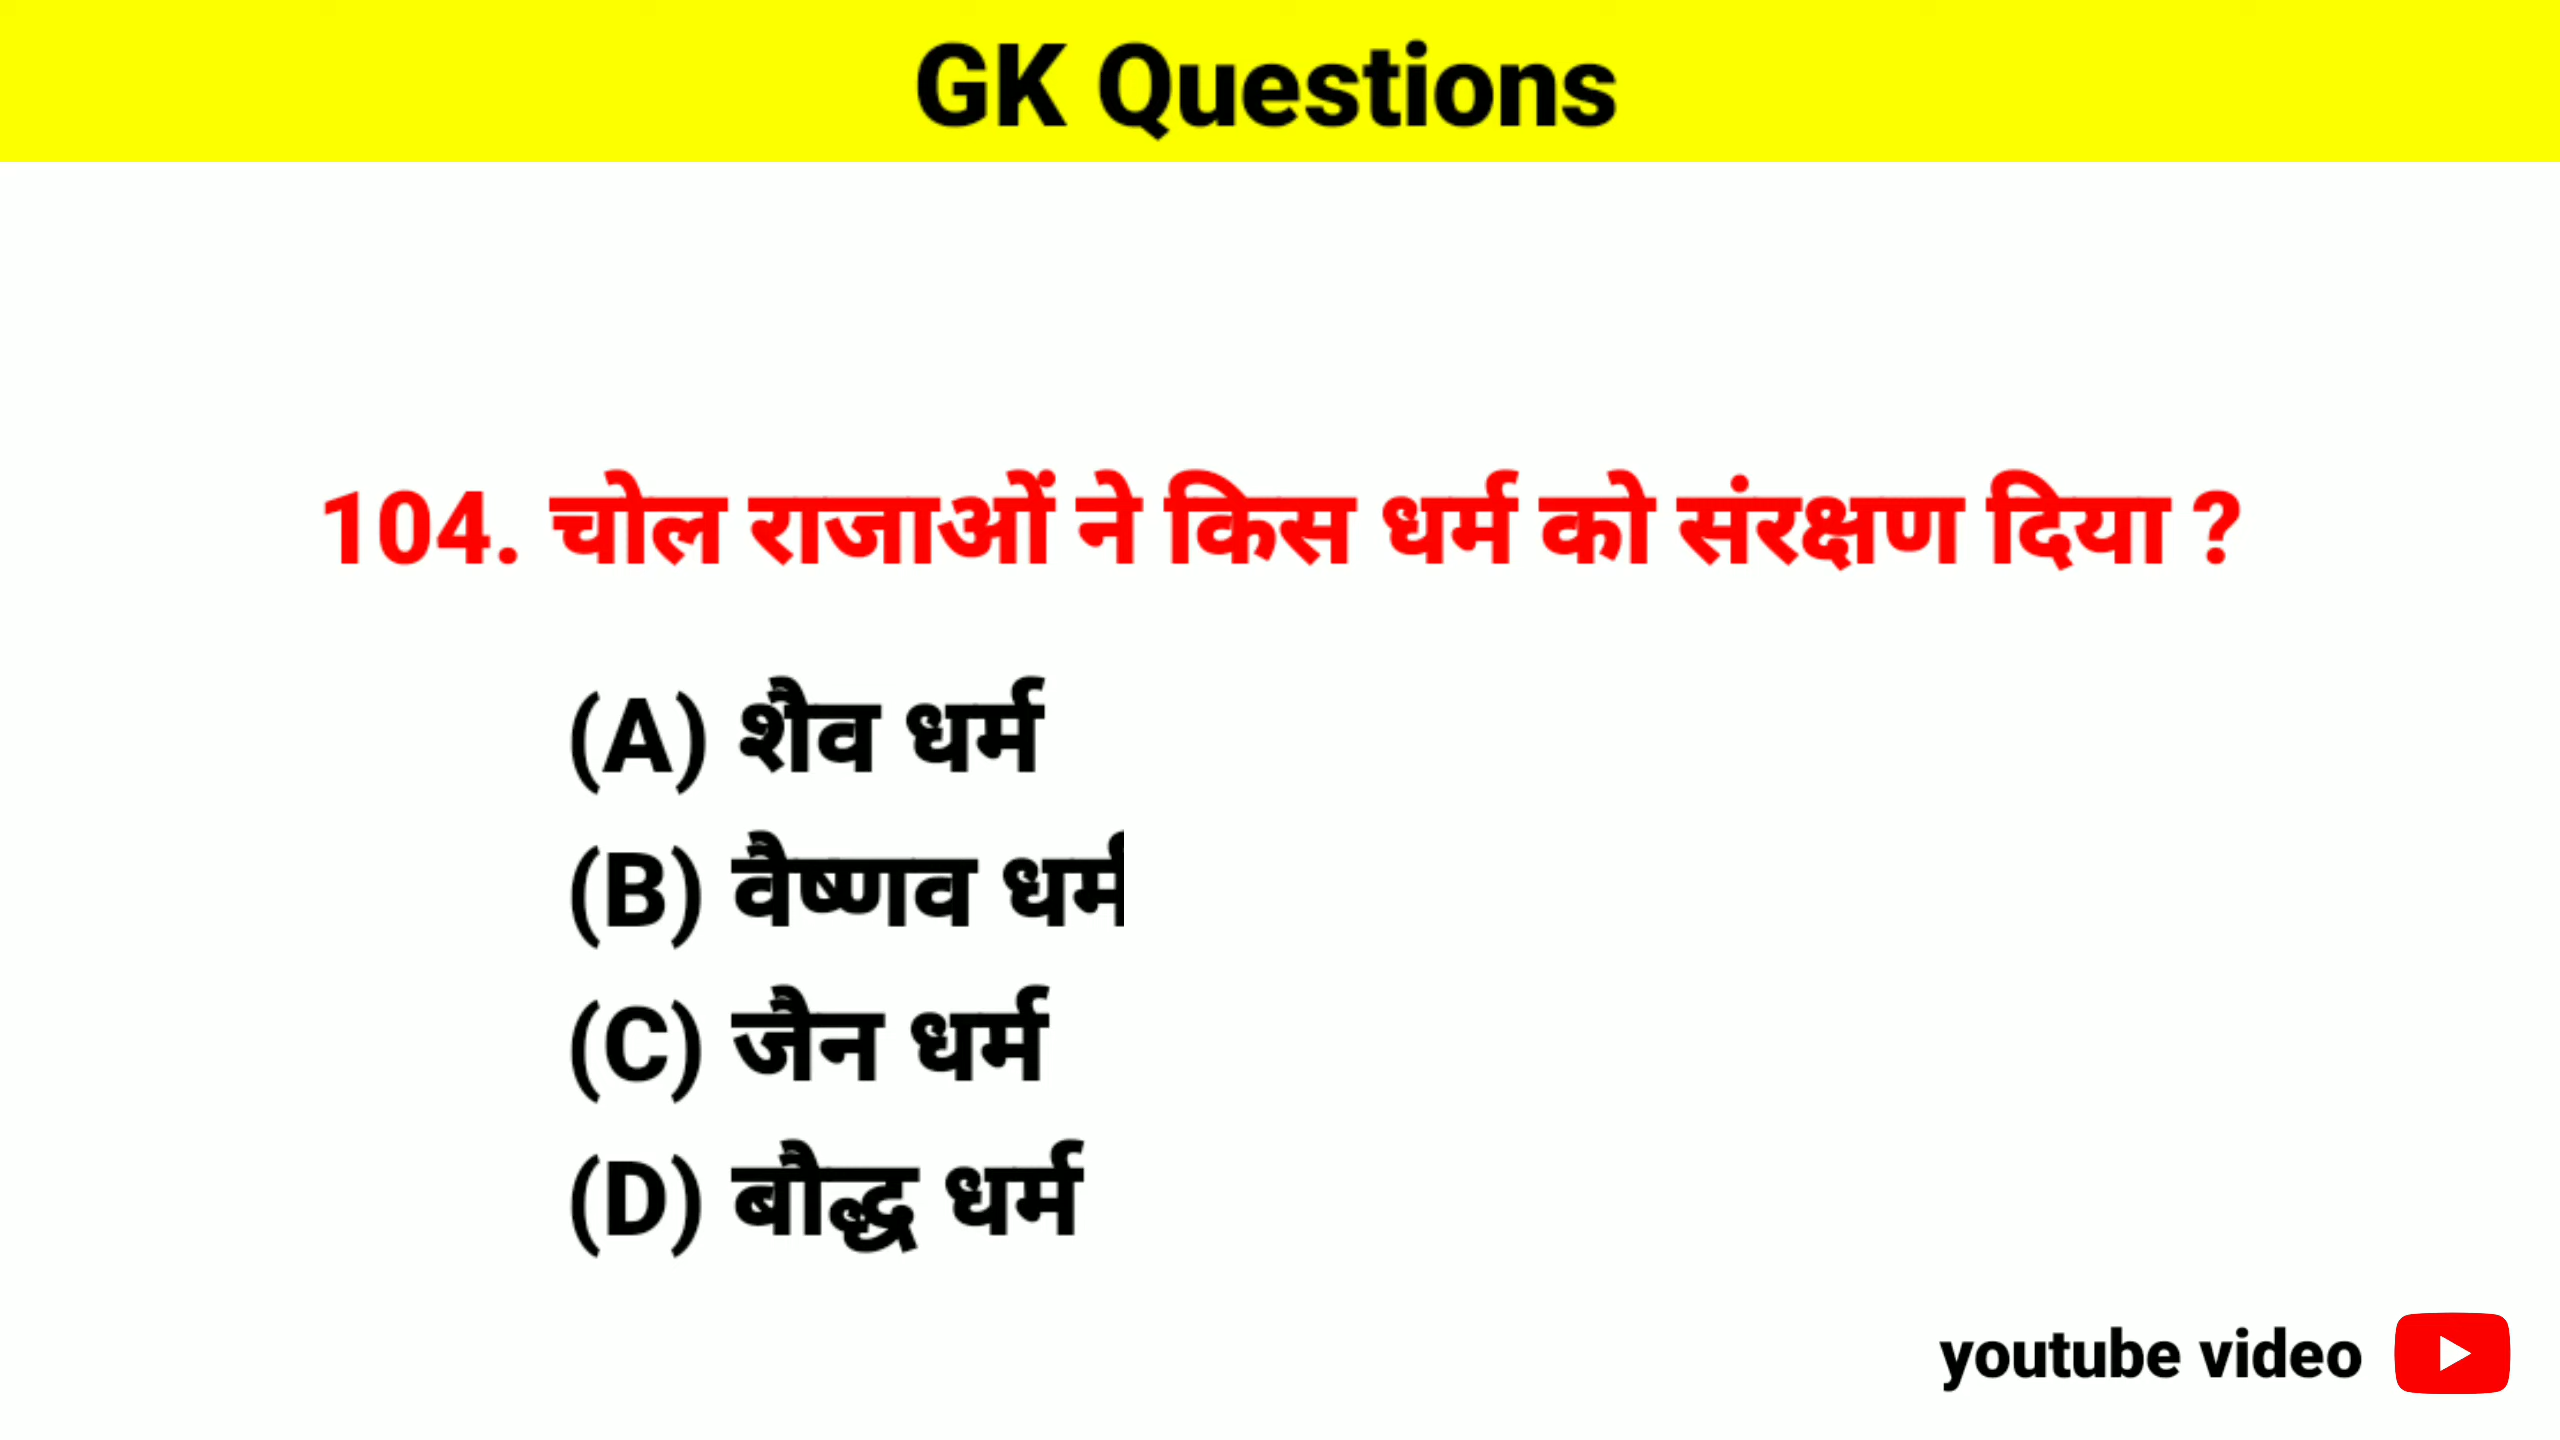 GK Questions
104. चोल राजाओं ने किस धर्म को संरक्षण दिया ?
(A) शैव धर्म
(B) वैष्णव धर्म
(C) जैन धर्म
(D) बौद्ध धर्म
youtube video